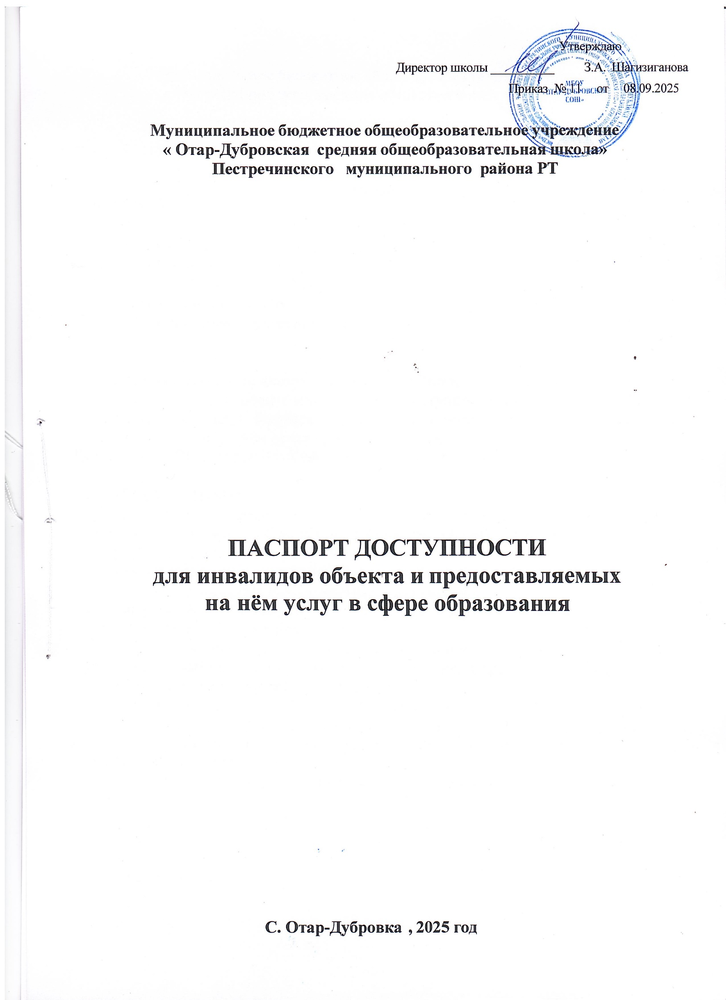 Утверждаю
Директор школы ___________ З.А. Шагизиганова
Приказ № 11 от 08.09.2025
МБОУ
«ОТАР-ДУБРОВСКАЯ
СОШ»
Муниципальное бюджетное общеобразовательное учреждение
« Отар-Дубровская средняя общеобразовательная школа»
Пестречинского муниципального района РТ
ПАСПОРТ ДОСТУПНОСТИ
для инвалидов объекта и предоставляемых
на нём услуг в сфере образования
С. Отар-Дубровка , 2025 год